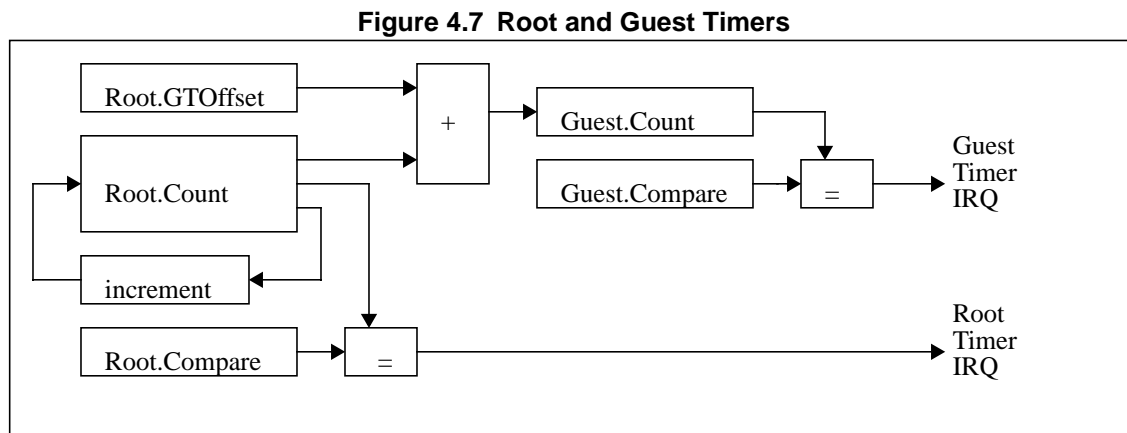 Figure 4.7  Root and Guest Timers
Root.GTOffset
+
Guest.Count
Root.Count
Guest.Compare
=
Guest
Timer
IRQ
increment
Root.Compare
=
Root
Timer
IRQ